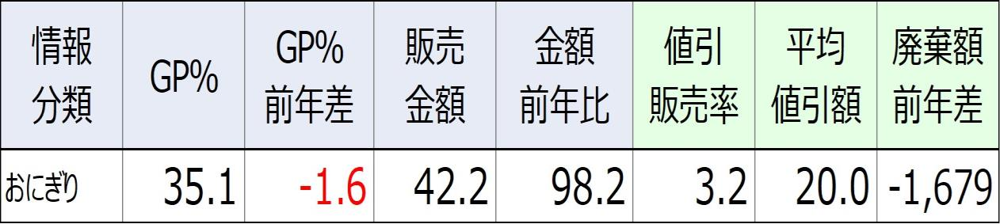 情報分類 GP% GP%前年差 販売金額 金額前年比 値引販売率 平均値引額 廃棄額前年差
おにぎり 35.1 -1.6 42.2 98.2 3.2 20.0 -1,679